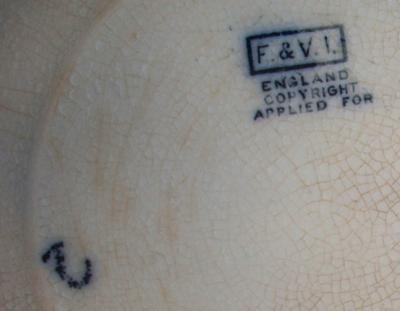 F. & V. I.
ENGLAND
COPYRIGHT
APPLIED FOR